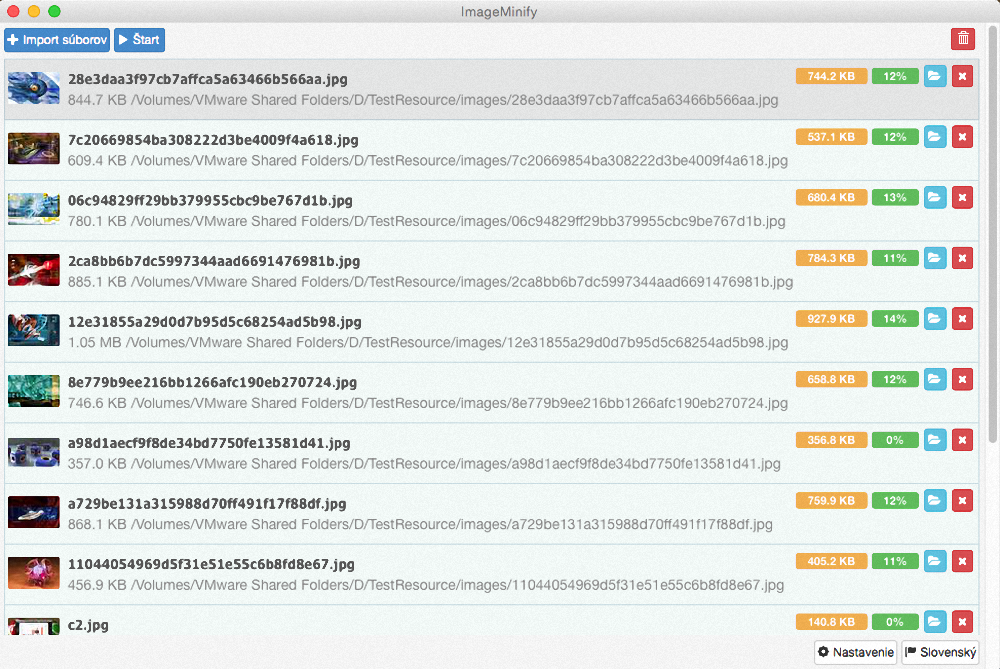 ImageMinify
Import súborov Štart
28e3daa3f97cb7affca5a63466b566aa.jpg 744.2 KB 12%
844.7 KB /Volumes/VMware Shared Folders/D/TestResource/images/28e3daa3f97cb7affca5a63466b566aa.jpg
7c20669854ba308222d3be4009f4a618.jpg 537.1 KB 12%
609.4 KB /Volumes/VMware Shared Folders/D/TestResource/images/7c20669854ba308222d3be4009f4a618.jpg
06c94829ff29bb379955cbc9be767d1b.jpg 680.4 KB 13%
780.1 KB /Volumes/VMware Shared Folders/D/TestResource/images/06c94829ff29bb379955cbc9be767d1b.jpg
2ca8bb6b7dc5997344aad6691476981b.jpg 784.3 KB 11%
885.1 KB /Volumes/VMware Shared Folders/D/TestResource/images/2ca8bb6b7dc5997344aad6691476981b.jpg
12e31855a29d0d7b95d5c68254ad5b98.jpg 927.9 KB 14%
1.05 MB /Volumes/VMware Shared Folders/D/TestResource/images/12e31855a29d0d7b95d5c68254ad5b98.jpg
8e779b9ee216bb1266afc190eb270724.jpg 658.8 KB 12%
746.6 KB /Volumes/VMware Shared Folders/D/TestResource/images/8e779b9ee216bb1266afc190eb270724.jpg
a98d1aecf9f8de34bd7750fe13581d41.jpg 356.8 KB 0%
357.0 KB /Volumes/VMware Shared Folders/D/TestResource/images/a98d1aecf9f8de34bd7750fe13581d41.jpg
a729be131a315988d70ff491f17f88df.jpg 759.9 KB 12%
868.1 KB /Volumes/VMware Shared Folders/D/TestResource/images/a729be131a315988d70ff491f17f88df.jpg
11044054969d5f31e51e55c6b8fd8e67.jpg 405.2 KB 11%
456.9 KB /Volumes/VMware Shared Folders/D/TestResource/images/11044054969d5f31e51e55c6b8fd8e67.jpg
c2.jpg 140.8 KB 0%
Nastavenie Slovenský